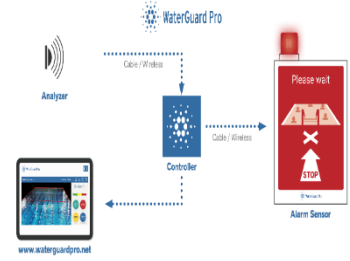 WaterGuard Pro
Cable / Wireless
Analyzer
Please wait
Controller
Cable / Wireless
STOP
Alarm Sensor
www.waterguardpro.net